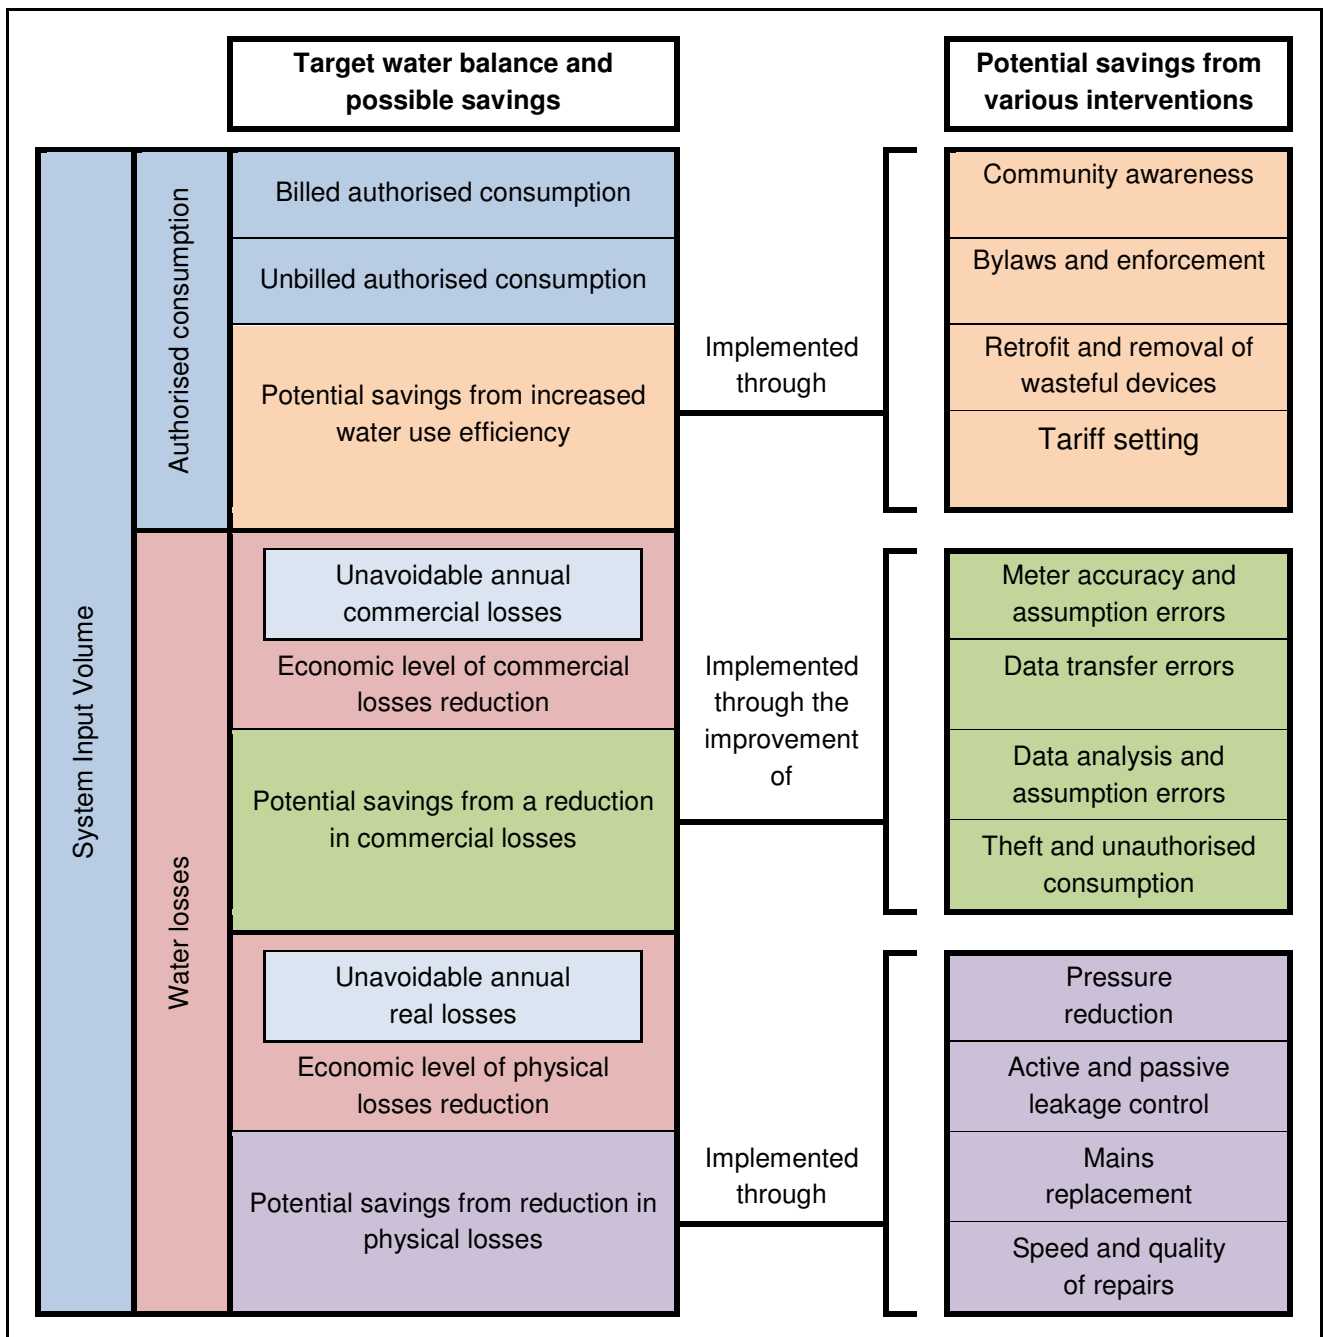 Target water balance and
possible savings
Potential savings from
various interventions
System Input Volume
Authorised consumption
Billed authorised consumption
Unbilled authorised consumption
Potential savings from increased
water use efficiency
Implemented
through
Community awareness
Bylaws and enforcement
Retrofit and removal of
wasteful devices
Tariff setting
Water losses
Unavoidable annual
commercial losses
Economic level of commercial
losses reduction
Potential savings from a reduction
in commercial losses
Implemented
through the
improvement
of
Meter accuracy and
assumption errors
Data transfer errors
Data analysis and
assumption errors
Theft and unauthorised
consumption
Unavoidable annual
real losses
Economic level of physical
losses reduction
Potential savings from reduction in
physical losses
Implemented
through
Pressure
reduction
Active and passive
leakage control
Mains
replacement
Speed and quality
of repairs